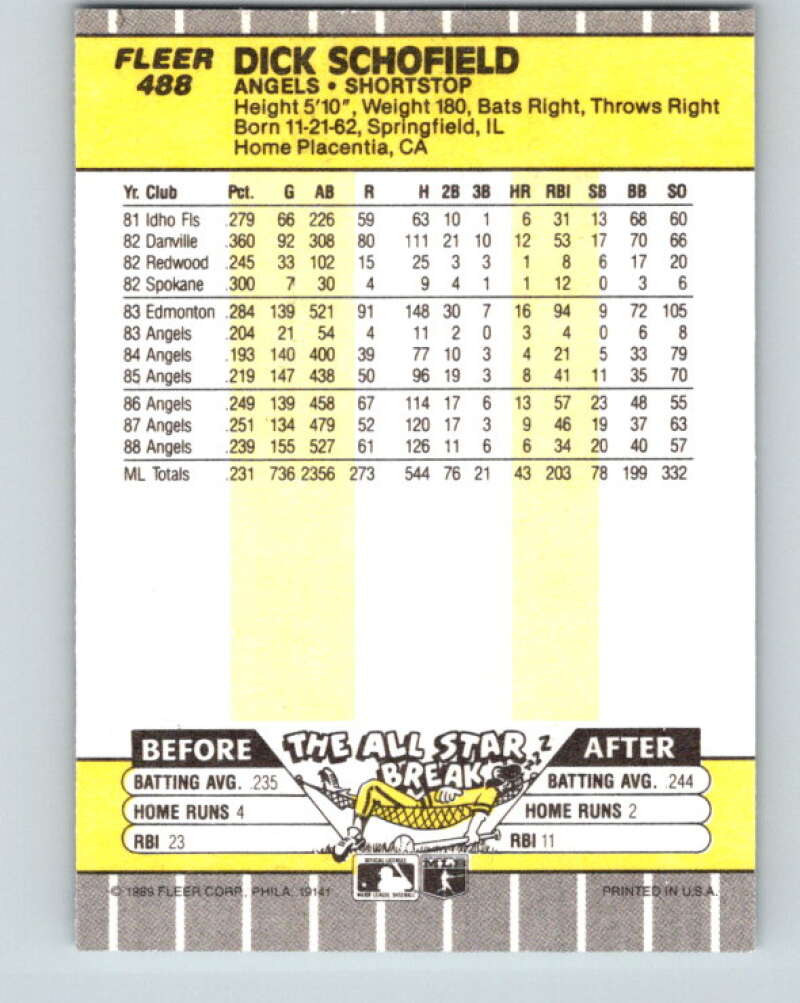 FLEER
488
DICK SCHOFIELD
ANGELS • SHORTSTOP
Height 5'10", Weight 180, Bats Right, Throws Right
Born 11-21-62, Springfield, IL
Home Placentia, CA
Yr. Club Pct. G AB R H 2B 3B HR RBI SB BB SO
81 Idho Fls .279 66 226 59 63 10 1 6 31 13 68 60
82 Danville .360 92 308 80 111 21 10 12 53 17 70 66
82 Redwood .245 33 102 15 25 3 3 1 8 6 17 20
82 Spokane .300 7 30 4 9 4 1 1 12 0 3 6
83 Edmonton .284 139 521 91 148 30 7 16 94 9 72 105
83 Angels .204 21 54 4 11 2 0 3 4 0 6 8
84 Angels .193 140 400 39 77 10 3 4 21 5 33 79
85 Angels .219 147 438 50 96 19 3 8 41 11 35 70
86 Angels .249 139 458 67 114 17 6 13 57 23 48 55
87 Angels .251 134 479 52 120 17 3 9 46 19 37 63
88 Angels .239 155 527 61 126 11 6 6 34 20 40 57
ML Totals .231 736 2356 273 544 76 21 43 203 78 199 332
BEFORE THE ALL STAR BREAK AFTER
zzZ
BATTING AVG. .235 BATTING AVG. .244
HOME RUNS 4 HOME RUNS 2
RBI 23 RBI 11
OFFICIAL LICENSEE
MAJOR LEAGUE BASEBALL
MLB
© 1989 FLEER CORP., PHILA. 19141 PRINTED IN U.S.A.